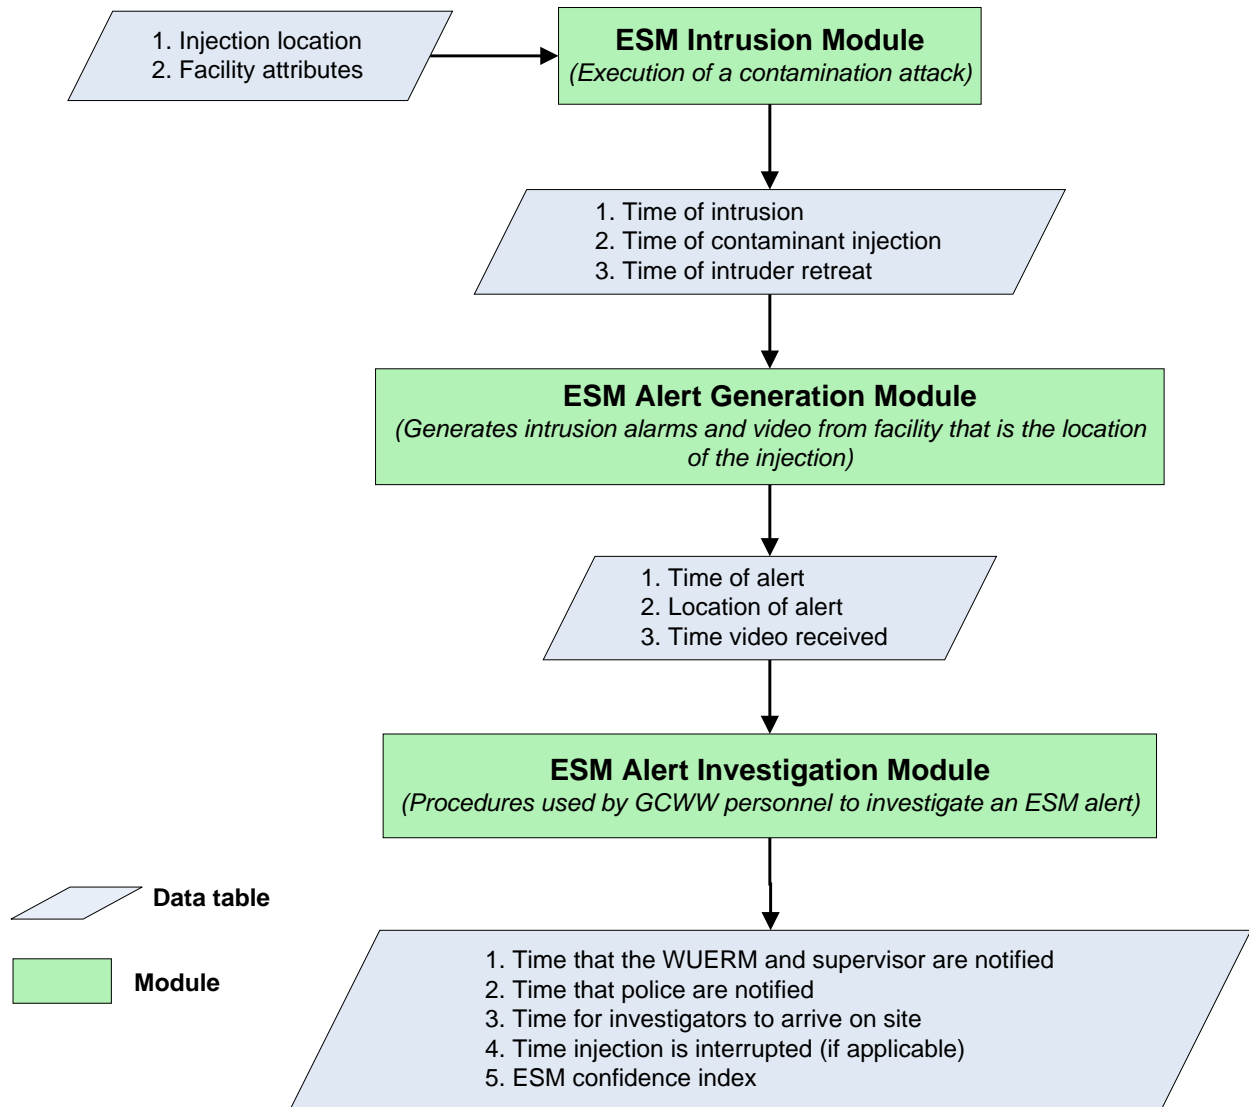 1. Injection location
2. Facility attributes
ESM Intrusion Module
(Execution of a contamination attack)
1. Time of intrusion
2. Time of contaminant injection
3. Time of intruder retreat
ESM Alert Generation Module
(Generates intrusion alarms and video from facility that is the location
of the injection)
1. Time of alert
2. Location of alert
3. Time video received
ESM Alert Investigation Module
(Procedures used by GCWW personnel to investigate an ESM alert)
Data table
Module
1. Time that the WUERM and supervisor are notified
2. Time that police are notified
3. Time for investigators to arrive on site
4. Time injection is interrupted (if applicable)
5. ESM confidence index